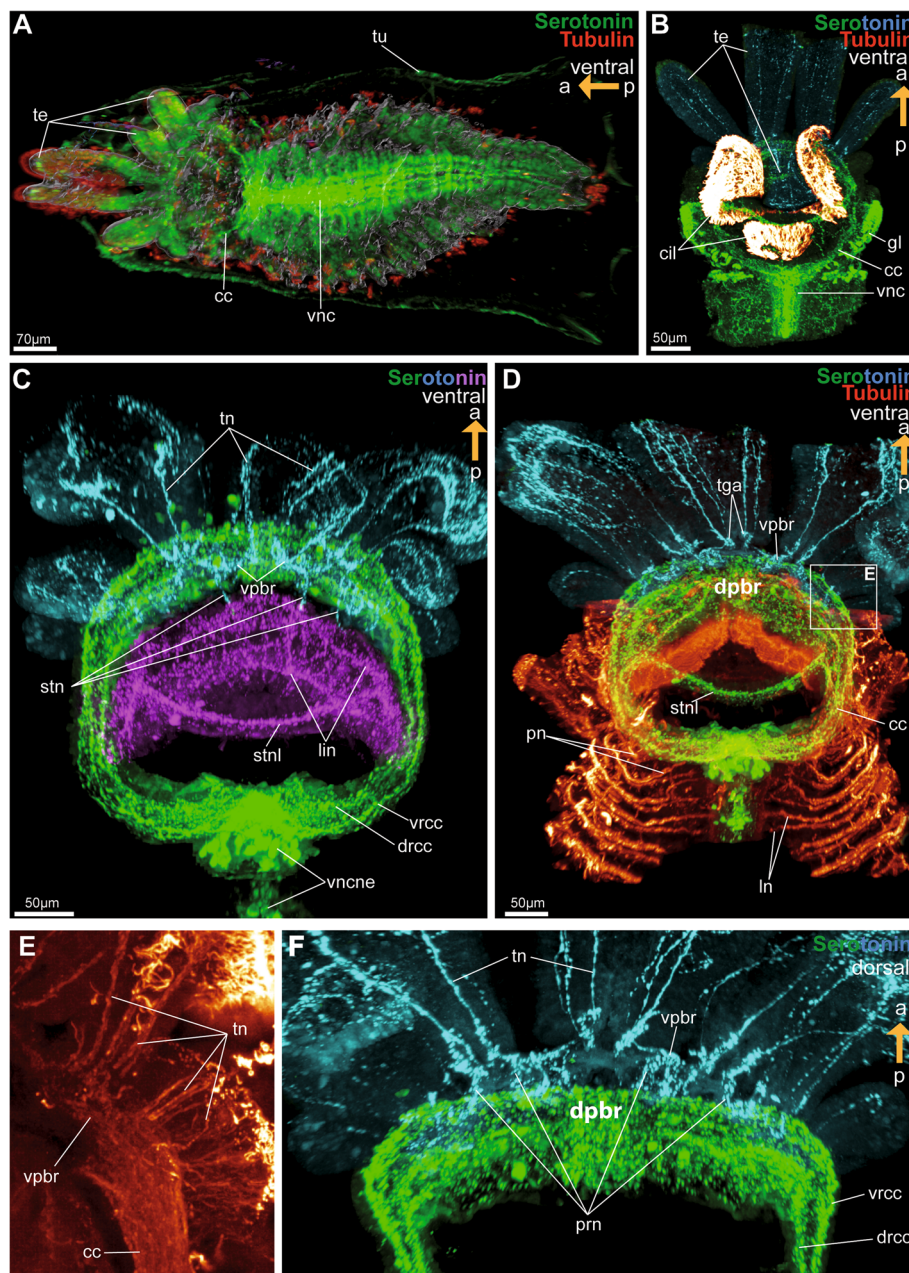 A
Serotonin
Tubulin
ventral
a p
tu
te
cc
vnc
70µm
B
Serotonin
ventral
a
p
te
cil
gl
cc
vnc
50µm
C
Serotonin
ventral
a
p
tn
vpbr
stn
stnl
lin
vrcc
drcc
vncne
50µm
D
Serotonin
Tubulin
ventral
a
p
tga
vpbr
E
dpbr
stnl
cc
pn
ln
50µm
E
tn
vpbr
cc
F
Serotonin
dorsal
a
p
tn
vpbr
dpbr
prn
vrcc
drcc